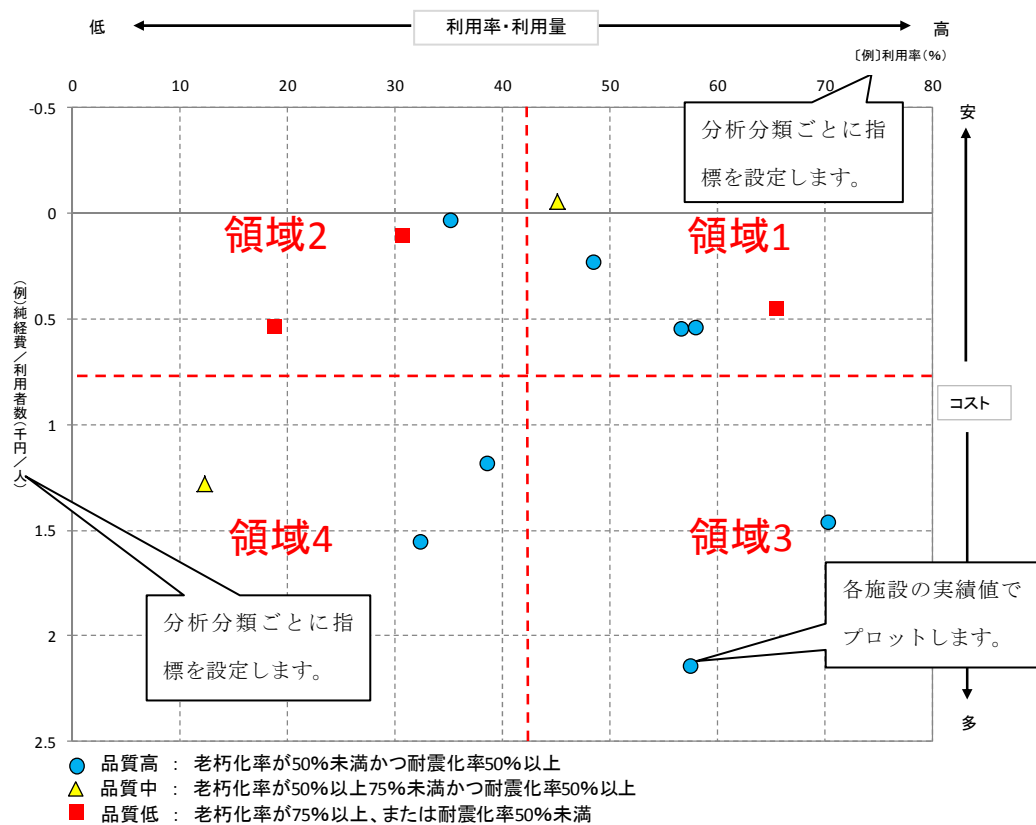 低
利用率・利用量
高
〔例〕利用率(%)
0 10 20 30 40 50 60 70 80
-0.5
0
0.5
1
1.5
2
2.5
安
分析分類ごとに指
標を設定します。
領域2
領域1
(例)純経費/利用者数(千円/人)
コスト
領域4
領域3
分析分類ごとに指
標を設定します。
各施設の実績値で
プロットします。
多
品質高 : 老朽化率が50%未満かつ耐震化率50%以上
品質中 : 老朽化率が50%以上75%未満かつ耐震化率50%以上
品質低 : 老朽化率が75%以上、または耐震化率50%未満